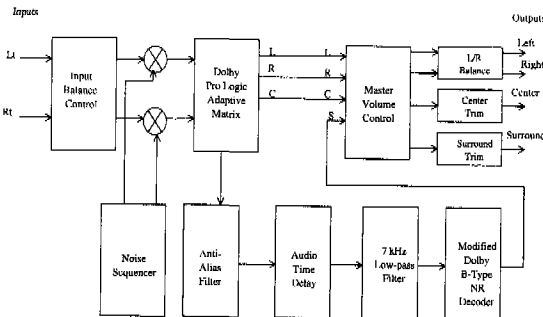 Inputs
Outputs
Lt
Rt
Input
Balance
Control
Dolby
Pro Logic
Adaptive
Matrix
L
R
C
L
R
C
S
Master
Volume
Control
L/R
Balance
Center
Trim
Surround
Trim
Left
Right
Center
Surround
Noise
Sequencer
Anti-
Alias
Filter
Audio
Time
Delay
7 kHz
Low-pass
Filter
Modified
Dolby
B-Type
NR
Decoder